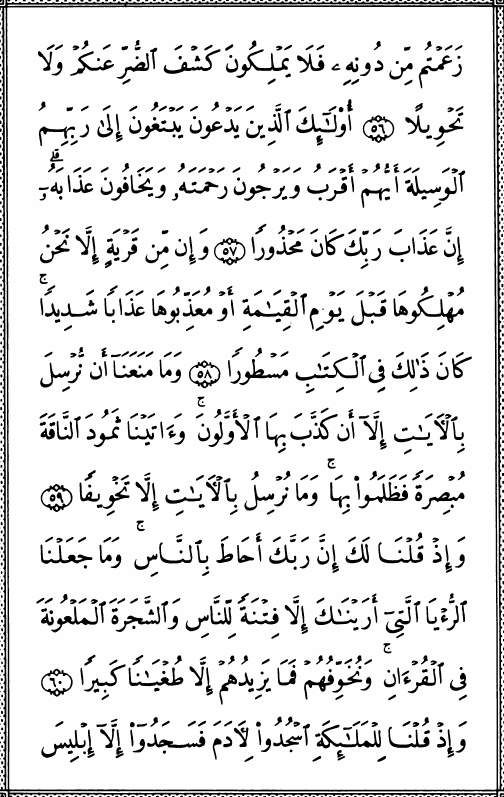 زَعَمۡتُم مِّن دُونِهِۦ فَلَا يَمۡلِكُونَ كَشۡفَ ٱلضُّرِّ عَنكُمۡ وَلَا
تَحۡوِيلًا ٥٦ أُوْلَٰٓئِكَ ٱلَّذِينَ يَدۡعُونَ يَبۡتَغُونَ إِلَىٰ رَبِّهِمُ
ٱلۡوَسِيلَةَ أَيُّهُمۡ أَقۡرَبُ وَيَرۡجُونَ رَحۡمَتَهُۥ وَيَخَافُونَ عَذَابَهُۥٓۚ
إِنَّ عَذَابَ رَبِّكَ كَانَ مَحۡذُورٗا ٥٧ وَإِن مِّن قَرۡيَةٍ إِلَّا نَحۡنُ
مُهۡلِكُوهَا قَبۡلَ يَوۡمِ ٱلۡقِيَٰمَةِ أَوۡ مُعَذِّبُوهَا عَذَابٗا شَدِيدٗاۚ
كَانَ ذَٰلِكَ فِي ٱلۡكِتَٰبِ مَسۡطُورٗا ٥٨ وَمَا مَنَعَنَآ أَن نُّرۡسِلَ
بِٱلۡأٓيَٰتِ إِلَّآ أَن كَذَّبَ بِهَا ٱلۡأَوَّلُونَۚ وَءَاتَيۡنَا ثَمُودَ ٱلنَّاقَةَ
مُبۡصِرَةٗ فَظَلَمُواْ بِهَاۚ وَمَا نُرۡسِلُ بِٱلۡأٓيَٰتِ إِلَّا تَخۡوِيفٗا ٥٩
وَإِذۡ قُلۡنَا لَكَ إِنَّ رَبَّكَ أَحَاطَ بِٱلنَّاسِۚ وَمَا جَعَلۡنَا
ٱلرُّءۡيَا ٱلَّتِيٓ أَرَيۡنَٰكَ إِلَّا فِتۡنَةٗ لِّلنَّاسِ وَٱلشَّجَرَةَ ٱلۡمَلۡعُونَةَ
فِي ٱلۡقُرۡءَانِۚ وَنُخَوِّفُهُمۡ فَمَا يَزِيدُهُمۡ إِلَّا طُغۡيَٰنٗا كَبِيرٗا ٦٠
وَإِذۡ قُلۡنَا لِلۡمَلَٰٓئِكَةِ ٱسۡجُدُواْ لِأٓدَمَ فَسَجَدُوٓاْ إِلَّآ إِبۡلِيسَ